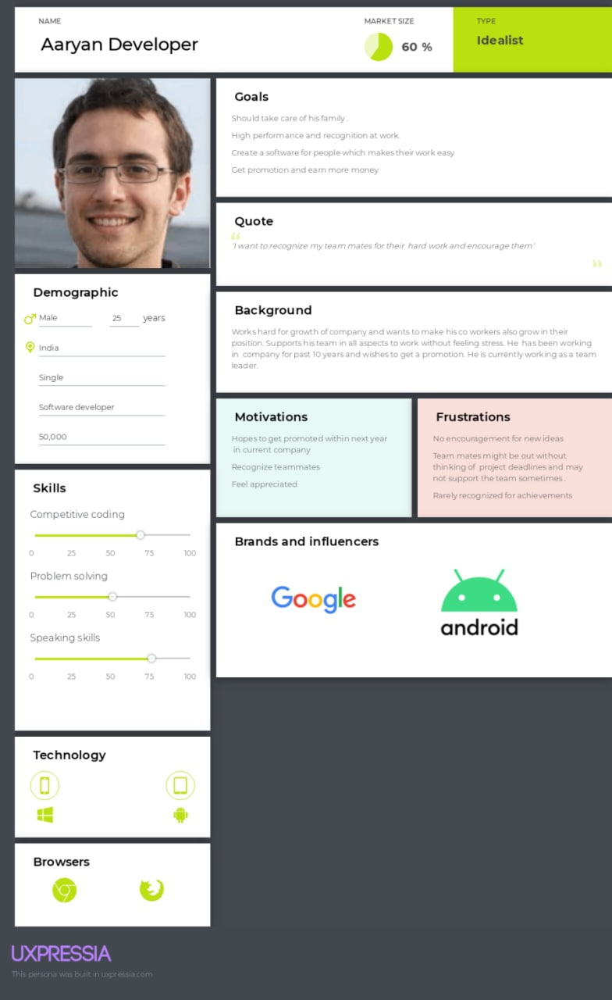 NAME
Aaryan Developer
MARKET SIZE
60 %
TYPE
Idealist
Demographic
Male
25 years
India
Single
Software developer
50,000
Skills
Competitive coding
0 25 50 75 100
Problem solving
0 25 50 75 100
Speaking skills
0 25 50 75 100
Technology
Browsers
Goals
Should take care of his family.
High performance and recognition at work.
Create a software for people which makes their work easy
Get promotion and earn more money
Quote
“
'I want to recognize my team mates for their hard work and encourage them'
”
Background
Works hard for growth of company and wants to make his co workers also grow in their
position. Supports his team in all aspects to work without feeling stress. He has been working
in company for past 10 years and wishes to get a promotion. He is currently working as a team
leader.
Motivations
Hopes to get promoted within next year
in current company
Recognize teammates
Feel appreciated
Frustrations
No encouragement for new ideas
Team mates might be out without
thinking of project deadlines and may
not support the team sometimes.
Rarely recognized for achievements
Brands and influencers
Google
android
UXPRESSIA
This persona was built in uxpressia.com